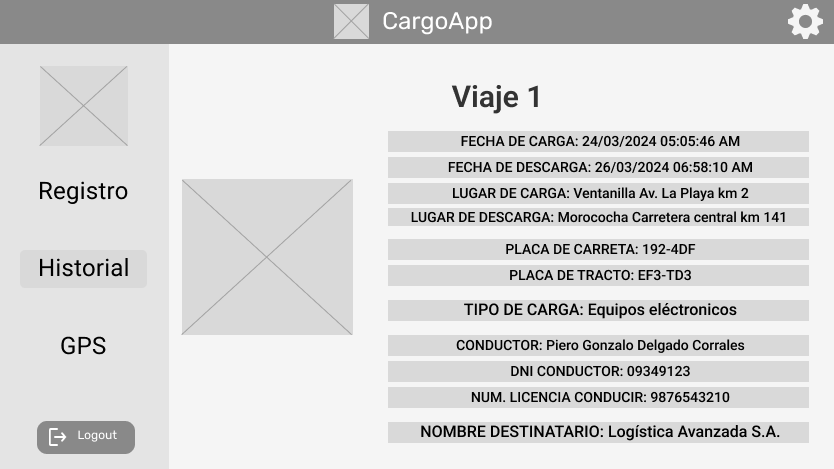 CargoApp
Registro
Historial
GPS
Logout
Viaje 1
FECHA DE CARGA: 24/03/2024 05:05:46 AM
FECHA DE DESCARGA: 26/03/2024 06:58:10 AM
LUGAR DE CARGA: Ventanilla Av. La Playa km 2
LUGAR DE DESCARGA: Morococha Carretera central km 141
PLACA DE CARRETA: 192-4DF
PLACA DE TRACTO: EF3-TD3
TIPO DE CARGA: Equipos eléctronicos
CONDUCTOR: Piero Gonzalo Delgado Corrales
DNI CONDUCTOR: 09349123
NUM. LICENCIA CONDUCIR: 9876543210
NOMBRE DESTINATARIO: Logística Avanzada S.A.